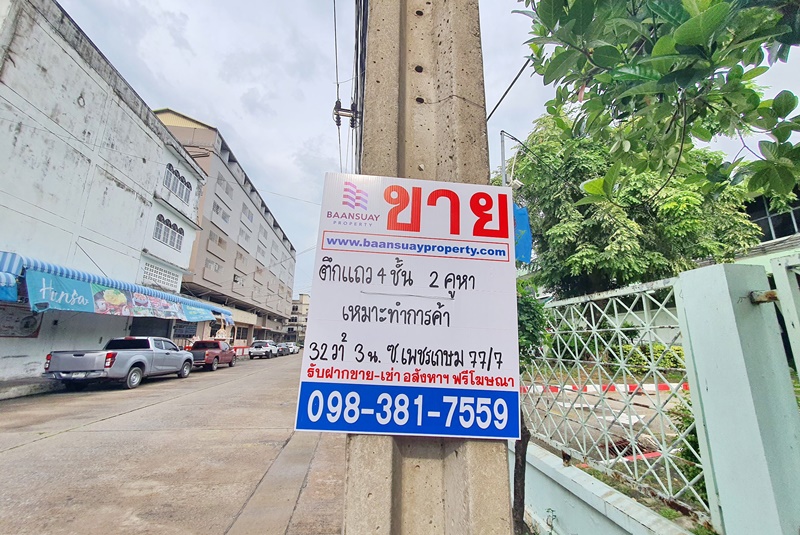 BAANSUAY
PROPERTY
ขาย
www.baansuayproperty.com
ตึกแถว 4 ชั้น 2 คูหา
เหมาะทำการค้า
32 วา 3 น. ซ.เพชรเกษม 77/7
รับฝากขาย-เช่า อสังหาฯ ฟรีโฆษณา
098-381-7559